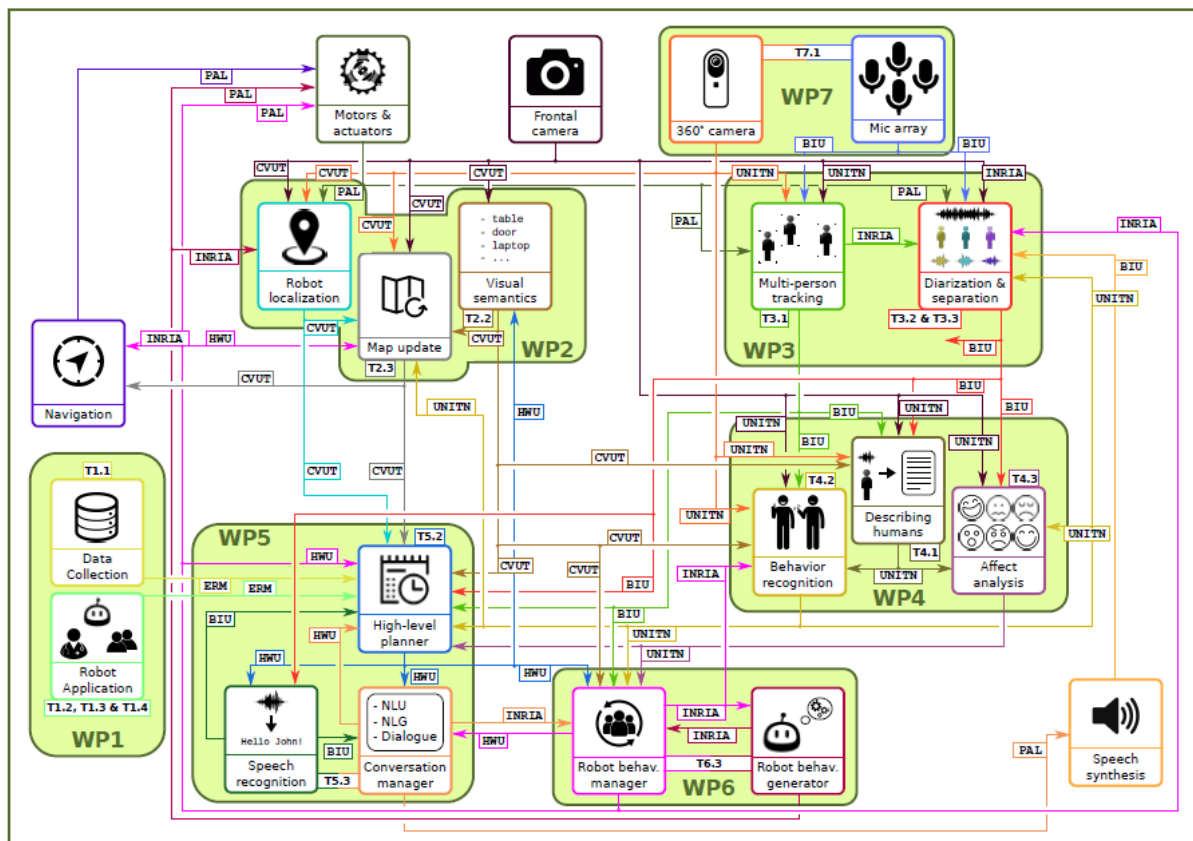 T7.1
WP7
PAL
PAL
PAL
Motors &
actuators
Frontal
camera
360° camera
Mic array
BIU
BIU
CVUT
CVUT
CVUT
CVUT
UNITN
UNITN
INRIA
PAL
PAL
CVUT
PAL
INRIA
INRIA
- table
- door
- laptop
- ...
INRIA
BIU
UNITN
Robot
localization
Visual
semantics
Multi-person
tracking
Diarization &
separation
T2.2
T3.1
T3.2 & T3.3
CVUT
CVUT
Map update
T2.3
WP2
WP3
BIU
INRIA
HWU
CVUT
Navigation
UNITN
HWU
BIU
UNITN
BIU
UNITN
BIU
UNITN
UNITN
CVUT
CVUT
CVUT
T1.1
T4.2
T4.3
Data
Collection
UNITN
Describing
humans
T4.1
UNITN
WP5
T5.2
HWU
CVUT
CVUT
CVUT
BIU
INRIA
Behavior
recognition
UNITN
Affect
analysis
WP4
ERM
ERM
High-level
planner
BIU
HWU
BIU
UNITN
UNITN
Robot
Application
T1.2, T1.3 & T1.4
WP1
HWU
HWU
HWU
Hello John!
Speech
recognition
BIU
T5.3
- NLU
- NLG
- Dialogue
Conversation
manager
INRIA
HWU
Robot behav.
manager
INRIA
INRIA
T6.3
Robot behav.
generator
WP6
PAL
Speech
synthesis